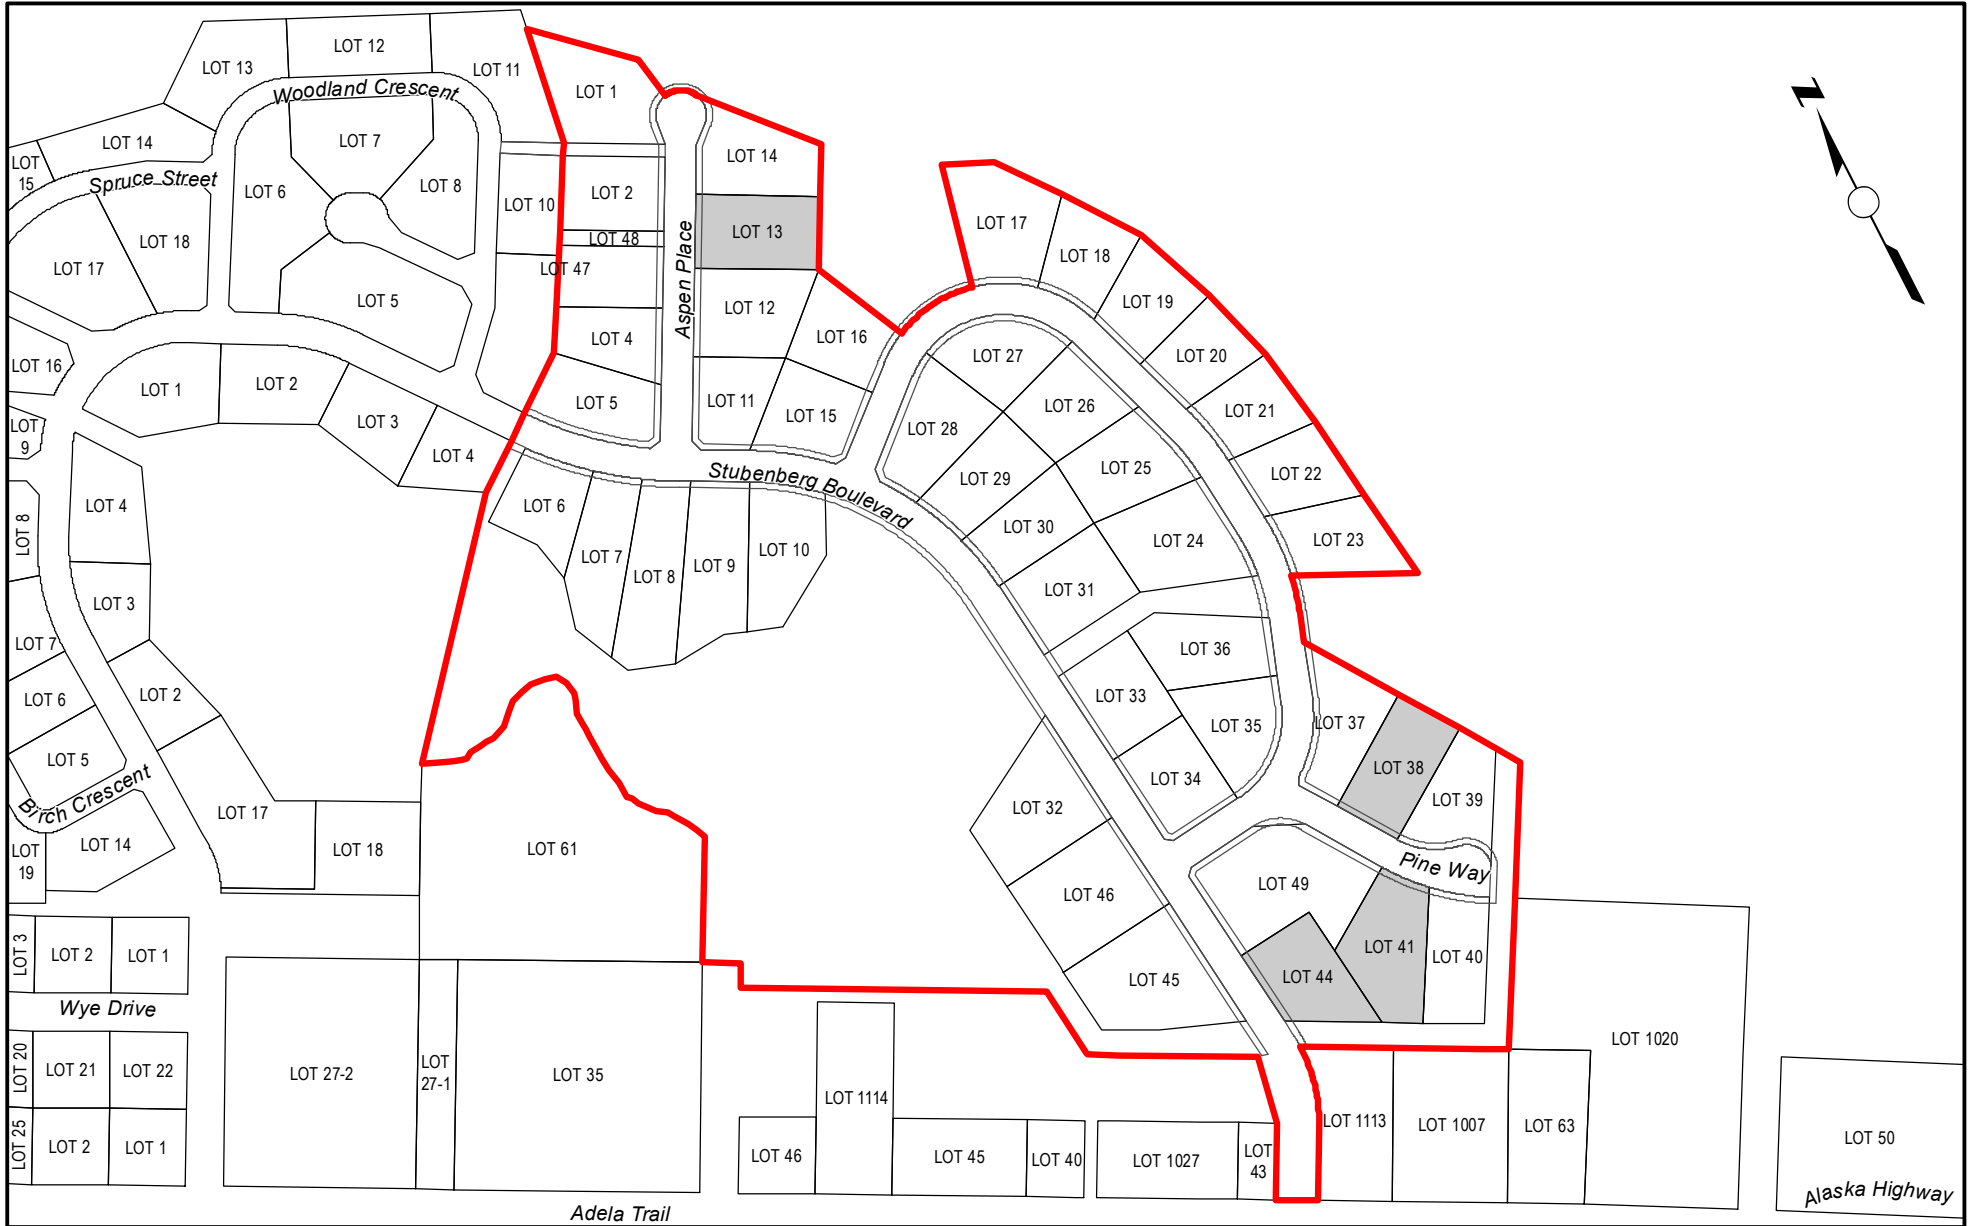 LOT 12
LOT 13
LOT 11
Woodland Crescent
LOT 1
N
LOT 14
LOT 7
LOT 14
LOT
15
Spruce Street
LOT 6
LOT 8
LOT 2
LOT 10
LOT 13
LOT 17
LOT 48
LOT 18
LOT 18
LOT 17
LOT 47
LOT 5
Aspen Place
LOT 12
LOT 19
LOT 4
LOT 16
LOT 27
LOT 20
LOT 16
LOT 1
LOT 2
LOT 5
LOT 11
LOT 15
LOT 26
LOT 21
LOT 3
LOT
9
LOT 28
LOT 4
LOT 25
LOT 22
Stubenberg Boulevard
LOT 29
LOT 4
LOT 6
LOT 8
LOT 7
LOT 8
LOT 9
LOT 10
LOT 30
LOT 24
LOT 23
LOT 3
LOT 31
LOT 7
LOT 36
LOT 6
LOT 2
LOT 33
LOT 35
LOT 37
LOT 5
LOT 34
LOT 38
Birch Crescent
LOT 17
LOT 32
LOT 39
LOT 14
LOT
19
LOT 18
LOT 61
Pine Way
LOT 49
LOT 46
LOT 3
LOT 2
LOT 1
LOT 41
LOT 40
LOT 44
LOT 45
Wye Drive
LOT 20
LOT 21
LOT 22
LOT 27-2
LOT
27-1
LOT 35
LOT 1020
LOT 1114
LOT 1113
LOT 1007
LOT 63
LOT 25
LOT 2
LOT 1
LOT 46
LOT 45
LOT 40
LOT 1027
LOT
43
LOT 50
Alaska Highway
Adela Trail